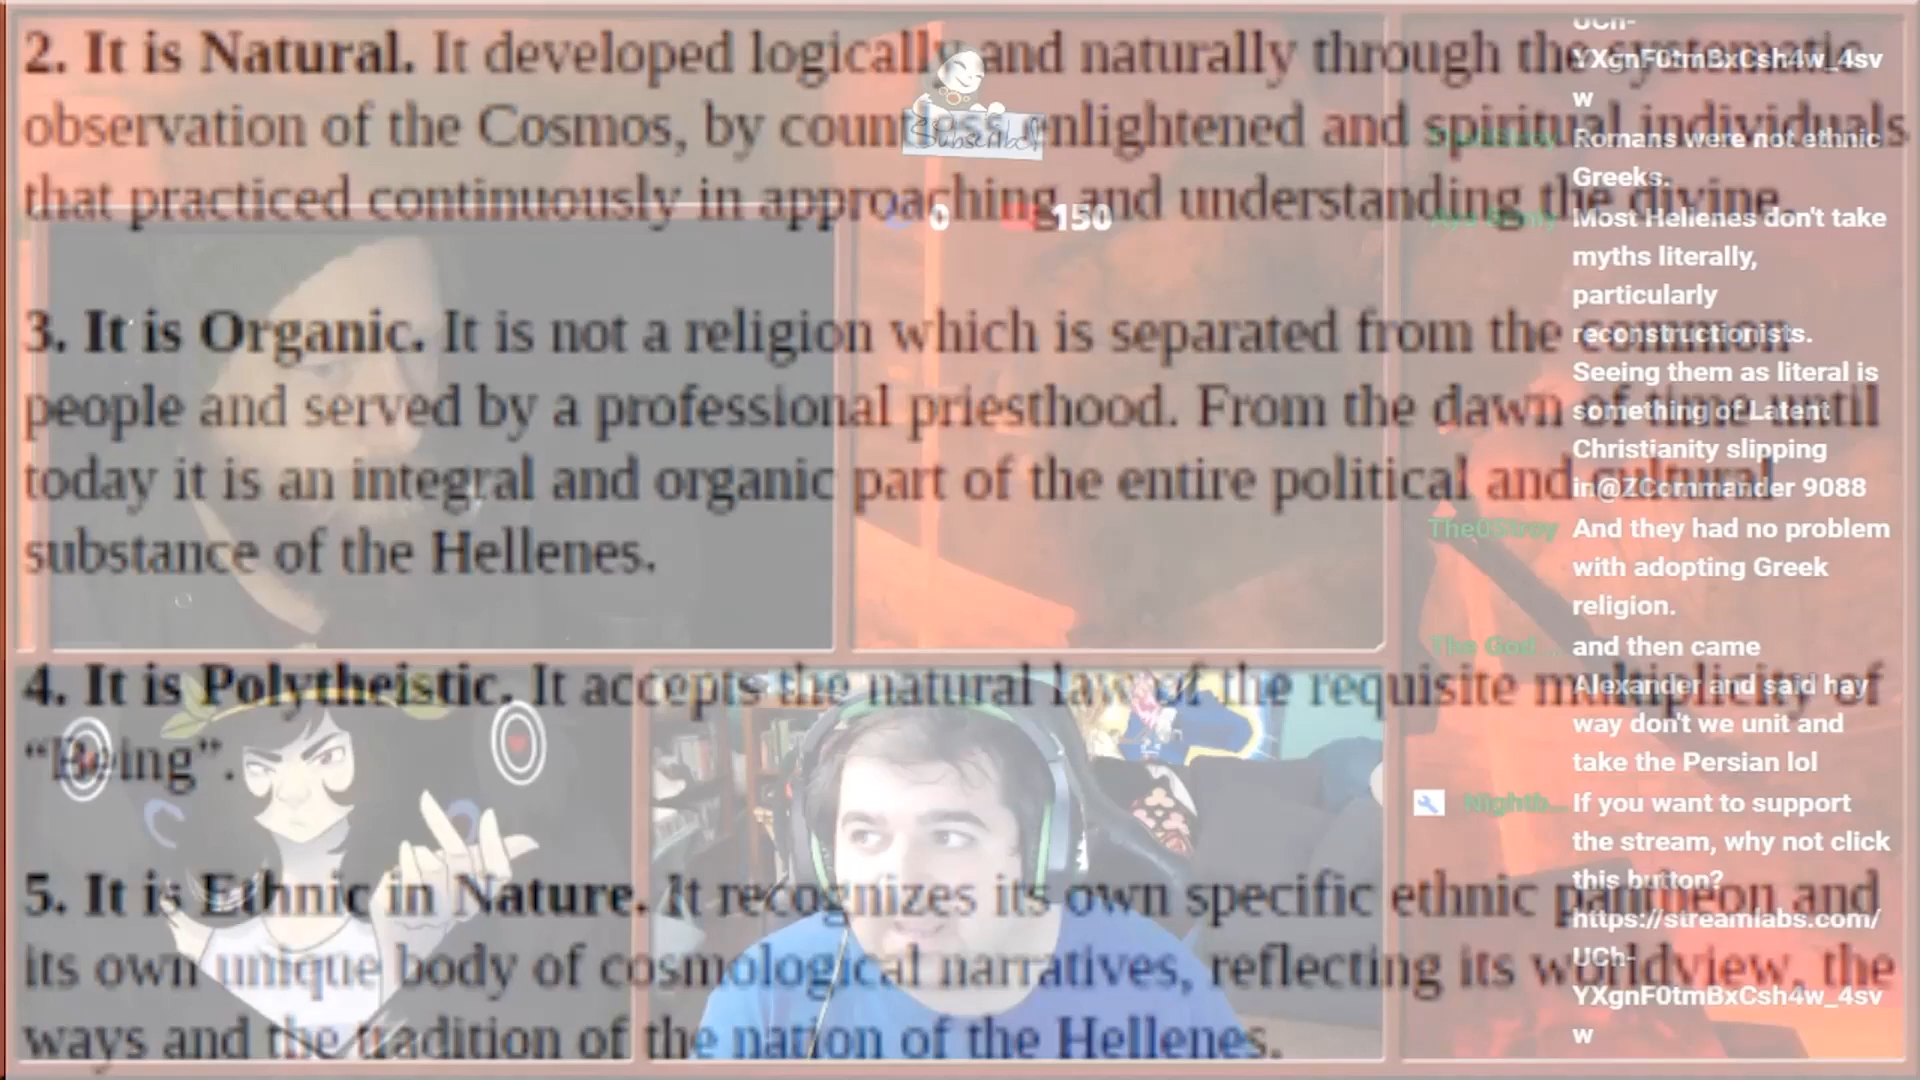 2. It is Natural. It developed logically and naturally through the systematic
observation of the Cosmos, by countless enlightened and spiritual individuals
that practiced continuously in approaching and understanding the divine.
3. It is Organic. It is not a religion which is separated from the common
people and served by a professional priesthood. From the dawn of time until
today it is an integral and organic part of the entire political and cultural
substance of the Hellenes.
4. It is Polytheistic. It accepts the natural law of the requisite multiplicity of
“Being”.
5. It is Ethnic in Nature. It recognizes its own specific ethnic pantheon and
its own unique body of cosmological narratives, reflecting its worldview, the
ways and the tradition of the nation of the Hellenes.
Subscribe!
0 150
UCh-
YXgnF0tmBxCsh4w_4sv
w
The0Stroy Romans were not ethnic
Greeks.
Most Hellenes don't take
myths literally,
particularly
reconstructionists.
Seeing them as literal is
something of Latent
Christianity slipping
in@ZCommander 9088
The0Stroy And they had no problem
with adopting Greek
religion.
The God... and then came
Alexander and said hay
way don't we unit and
take the Persian lol
Nightb... If you want to support
the stream, why not click
this button?
https://streamlabs.com/
UCh-
YXgnF0tmBxCsh4w_4sv
w